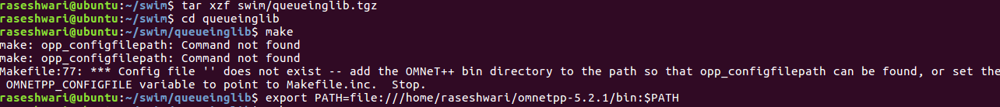 raseshwari@ubuntu:~/swim$ tar xzf swim/queueinglib.tgz
raseshwari@ubuntu:~/swim$ cd queueinglib
raseshwari@ubuntu:~/swim/queueinglib$ make
make: opp_configfilepath: Command not found
make: opp_configfilepath: Command not found
Makefile:77: *** Config file '' does not exist -- add the OMNeT++ bin directory to the path so that opp_configfilepath can be found, or set the
 OMNETPP_CONFIGFILE variable to point to Makefile.inc.  Stop.
raseshwari@ubuntu:~/swim/queueinglib$ export PATH=file:///home/raseshwari/omnetpp-5.2.1/bin:$PATH